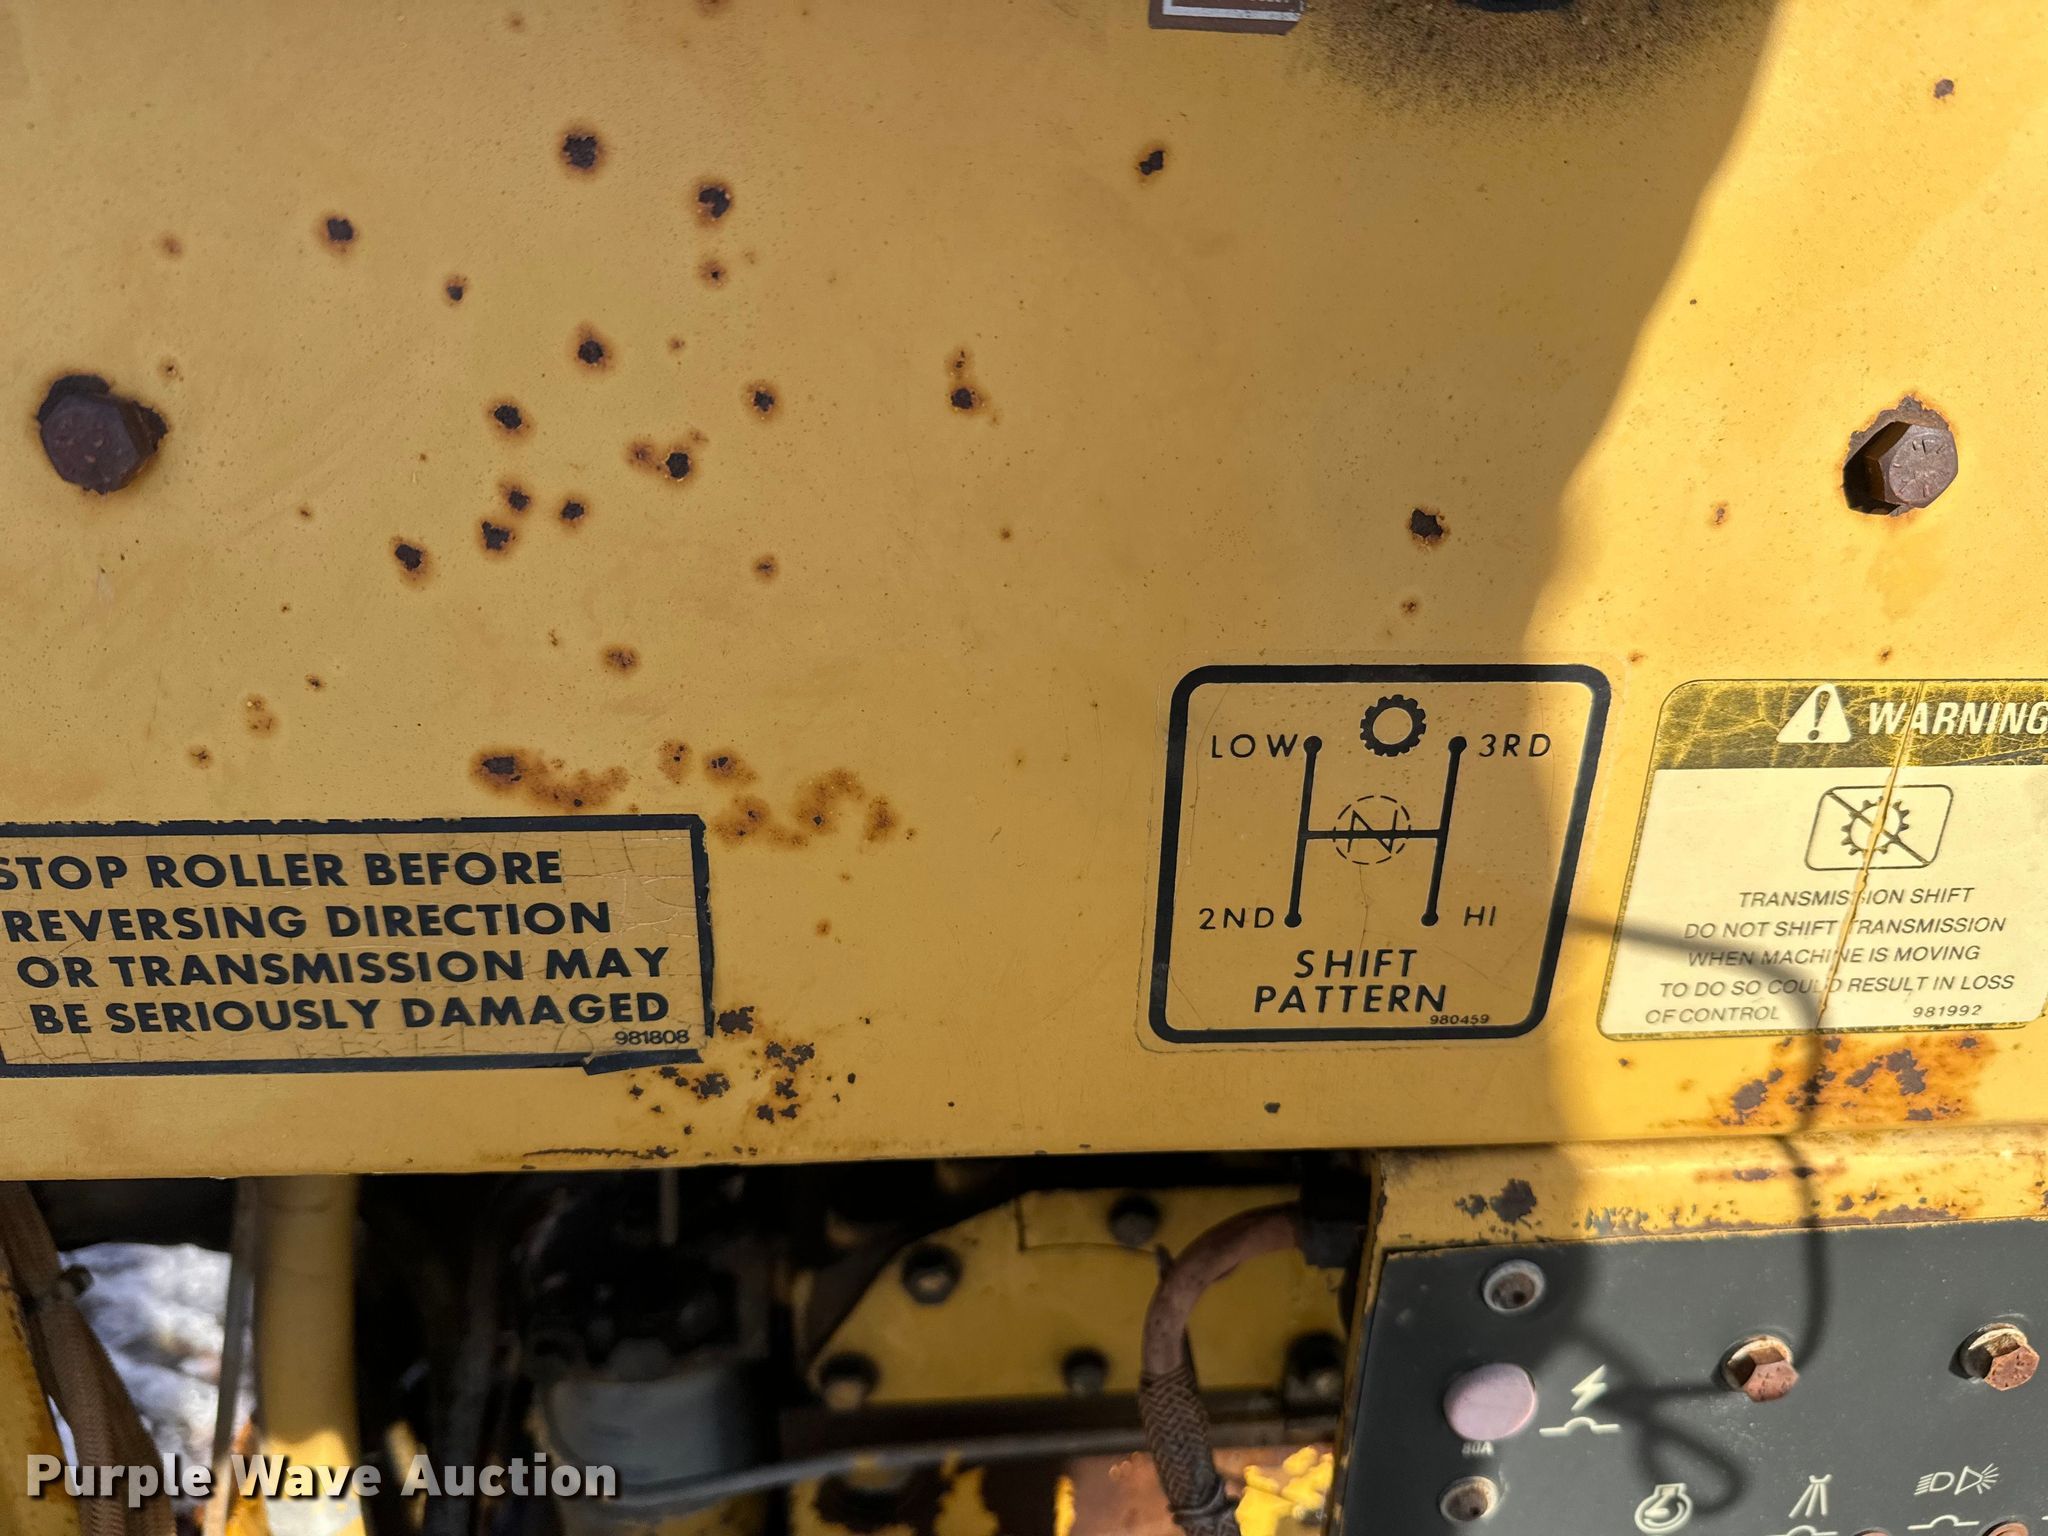 STOP ROLLER BEFORE
REVERSING DIRECTION
OR TRANSMISSION MAY
BE SERIOUSLY DAMAGED
981808
LOW 3RD
N
2ND HI
SHIFT
PATTERN
980459
WARNING
TRANSMISSION SHIFT
DO NOT SHIFT TRANSMISSION
WHEN MACHINE IS MOVING
TO DO SO COULD RESULT IN LOSS
OF CONTROL 981992
80A
Purple Wave Auction